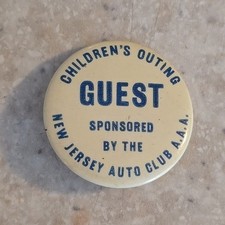 CHILDREN'S OUTING
GUEST
SPONSORED
BY THE
NEW JERSEY AUTO CLUB A.A.A.